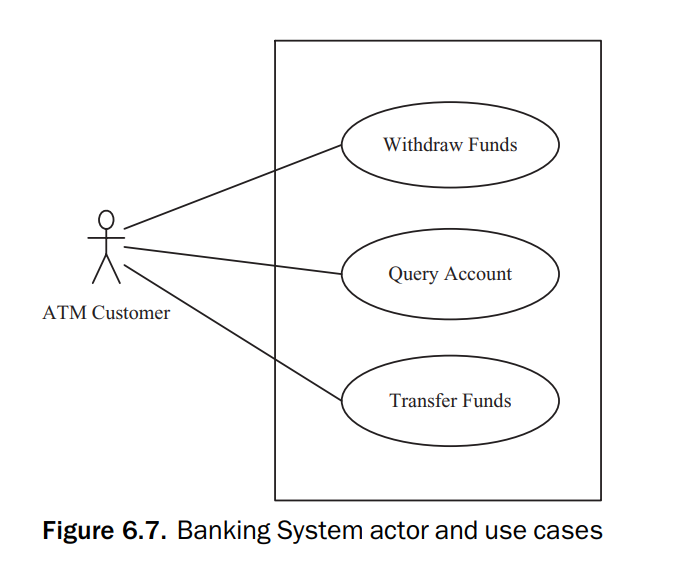 Withdraw Funds
Query Account
ATM Customer
Transfer Funds
Figure 6.7. Banking System actor and use cases